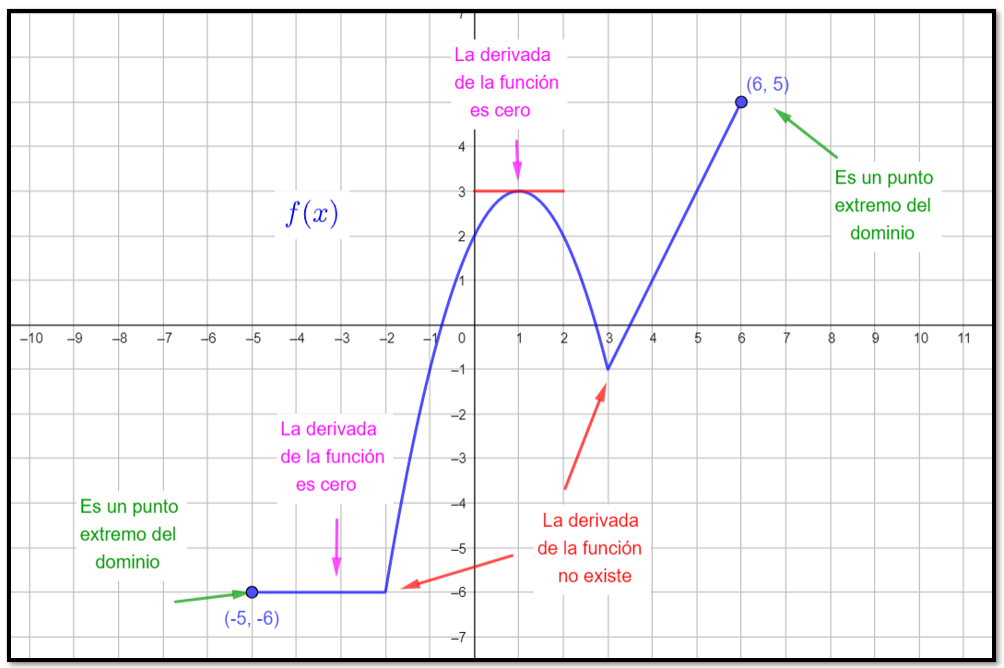 7
La derivada
de la función
es cero
(6, 5)
4
Es un punto
extremo del
dominio
3
f(x)
2
1
–10 –9 –8 –7 –6 –5 –4 –3 –2 –1 0 1 2 3 4 5 6 7 8 9 10 11
–1
–2
La derivada
de la función
es cero
–3
–4
Es un punto
extremo del
dominio
La derivada
de la función
no existe
–5
–6
(-5, -6)
–7